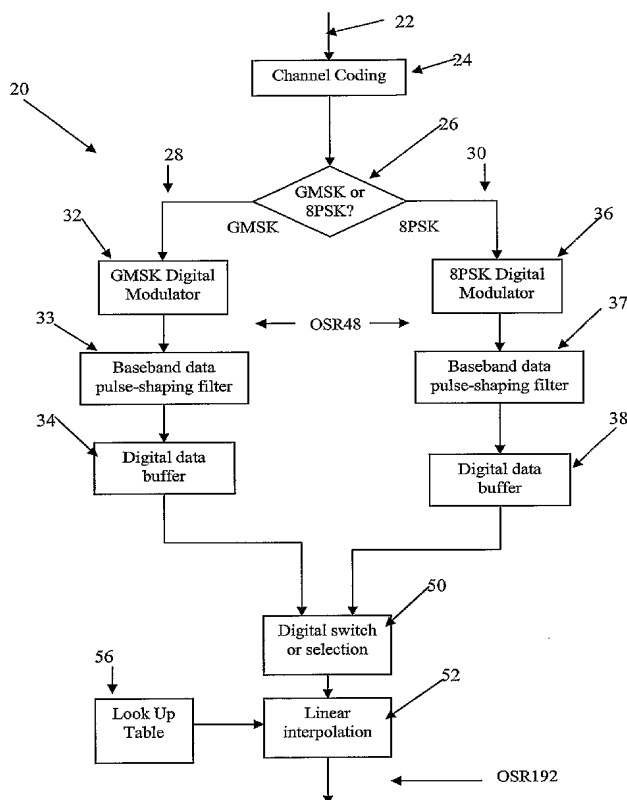 22
Channel Coding
24
20
26
28
30
GMSK or
8PSK?
GMSK
8PSK
32
36
GMSK Digital
Modulator
8PSK Digital
Modulator
33
OSR48
37
Baseband data
pulse-shaping filter
Baseband data
pulse-shaping filter
34
38
Digital data
buffer
Digital data
buffer
50
Digital switch
or selection
56
52
Look Up
Table
Linear
interpolation
OSR192